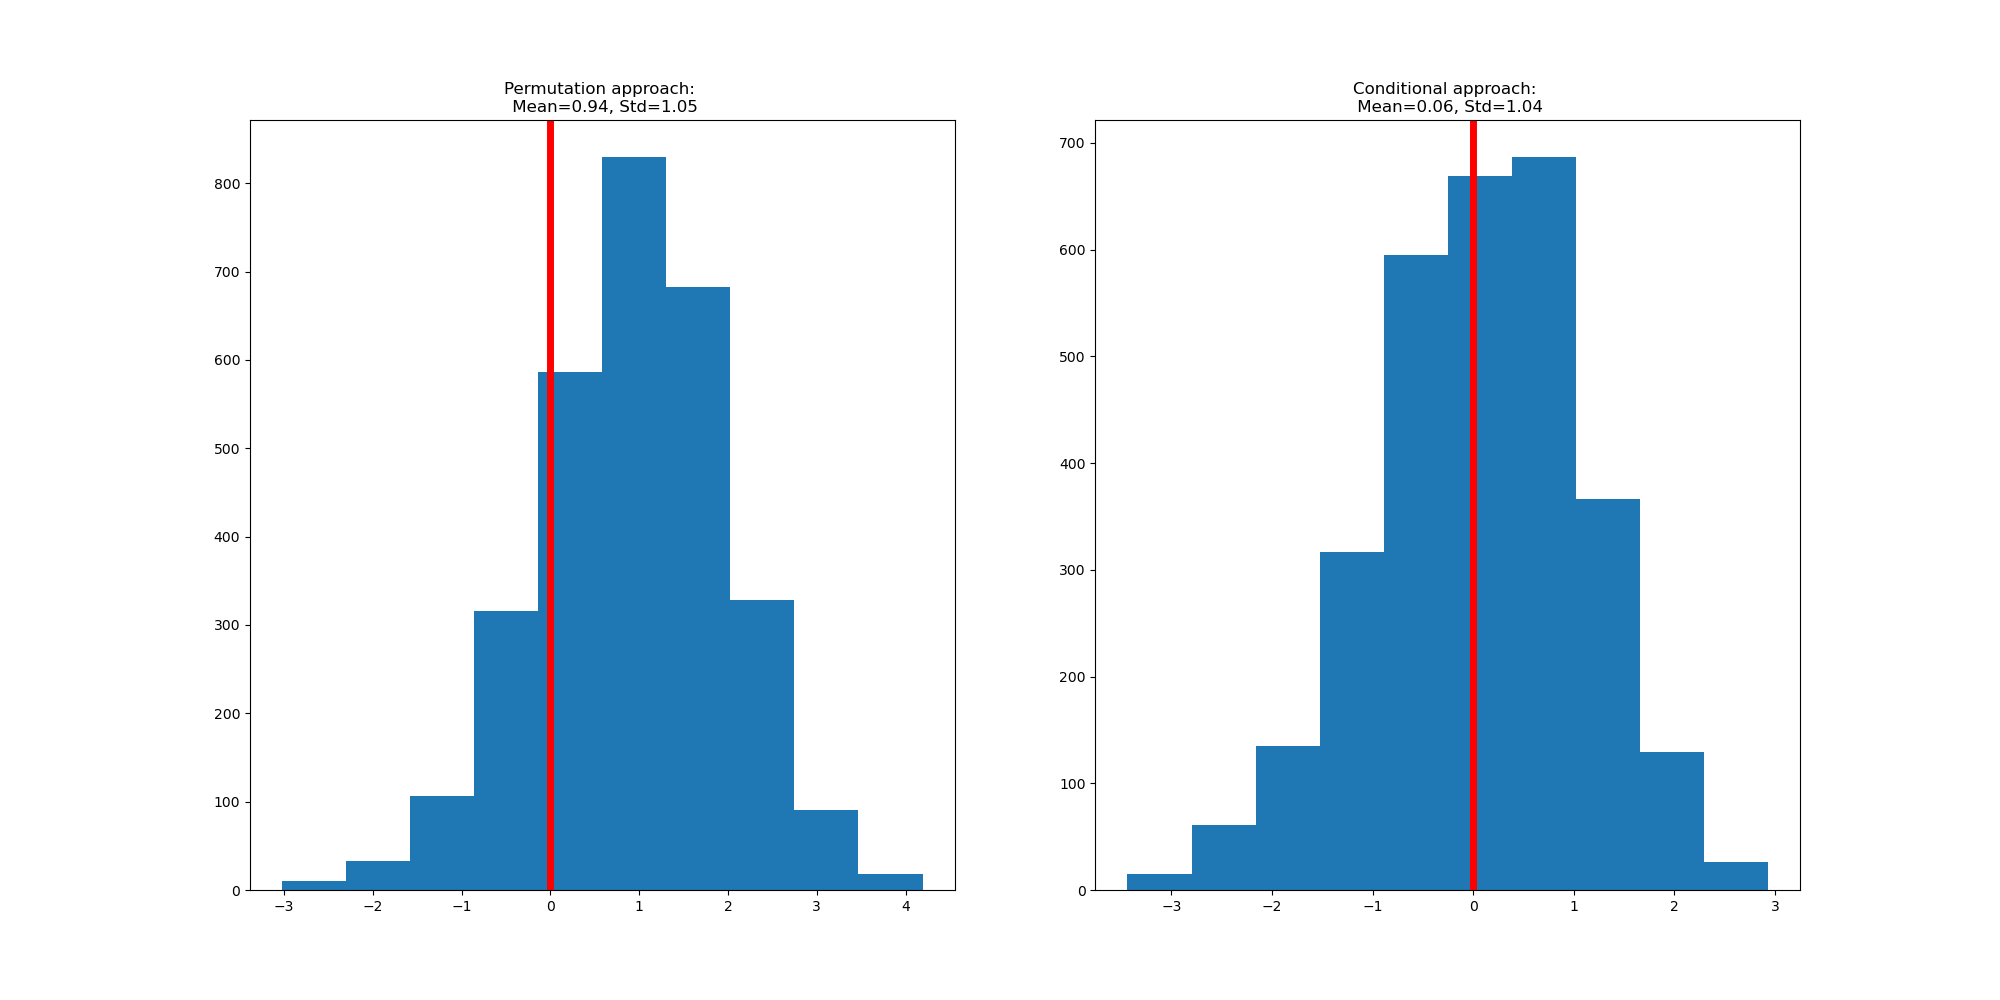 Permutation approach:
Mean=0.94, Std=1.05
800
700
600
500
400
300
200
100
0
−3 −2 −1 0 1 2 3 4
Conditional approach:
Mean=0.06, Std=1.04
700
600
500
400
300
200
100
0
−3 −2 −1 0 1 2 3